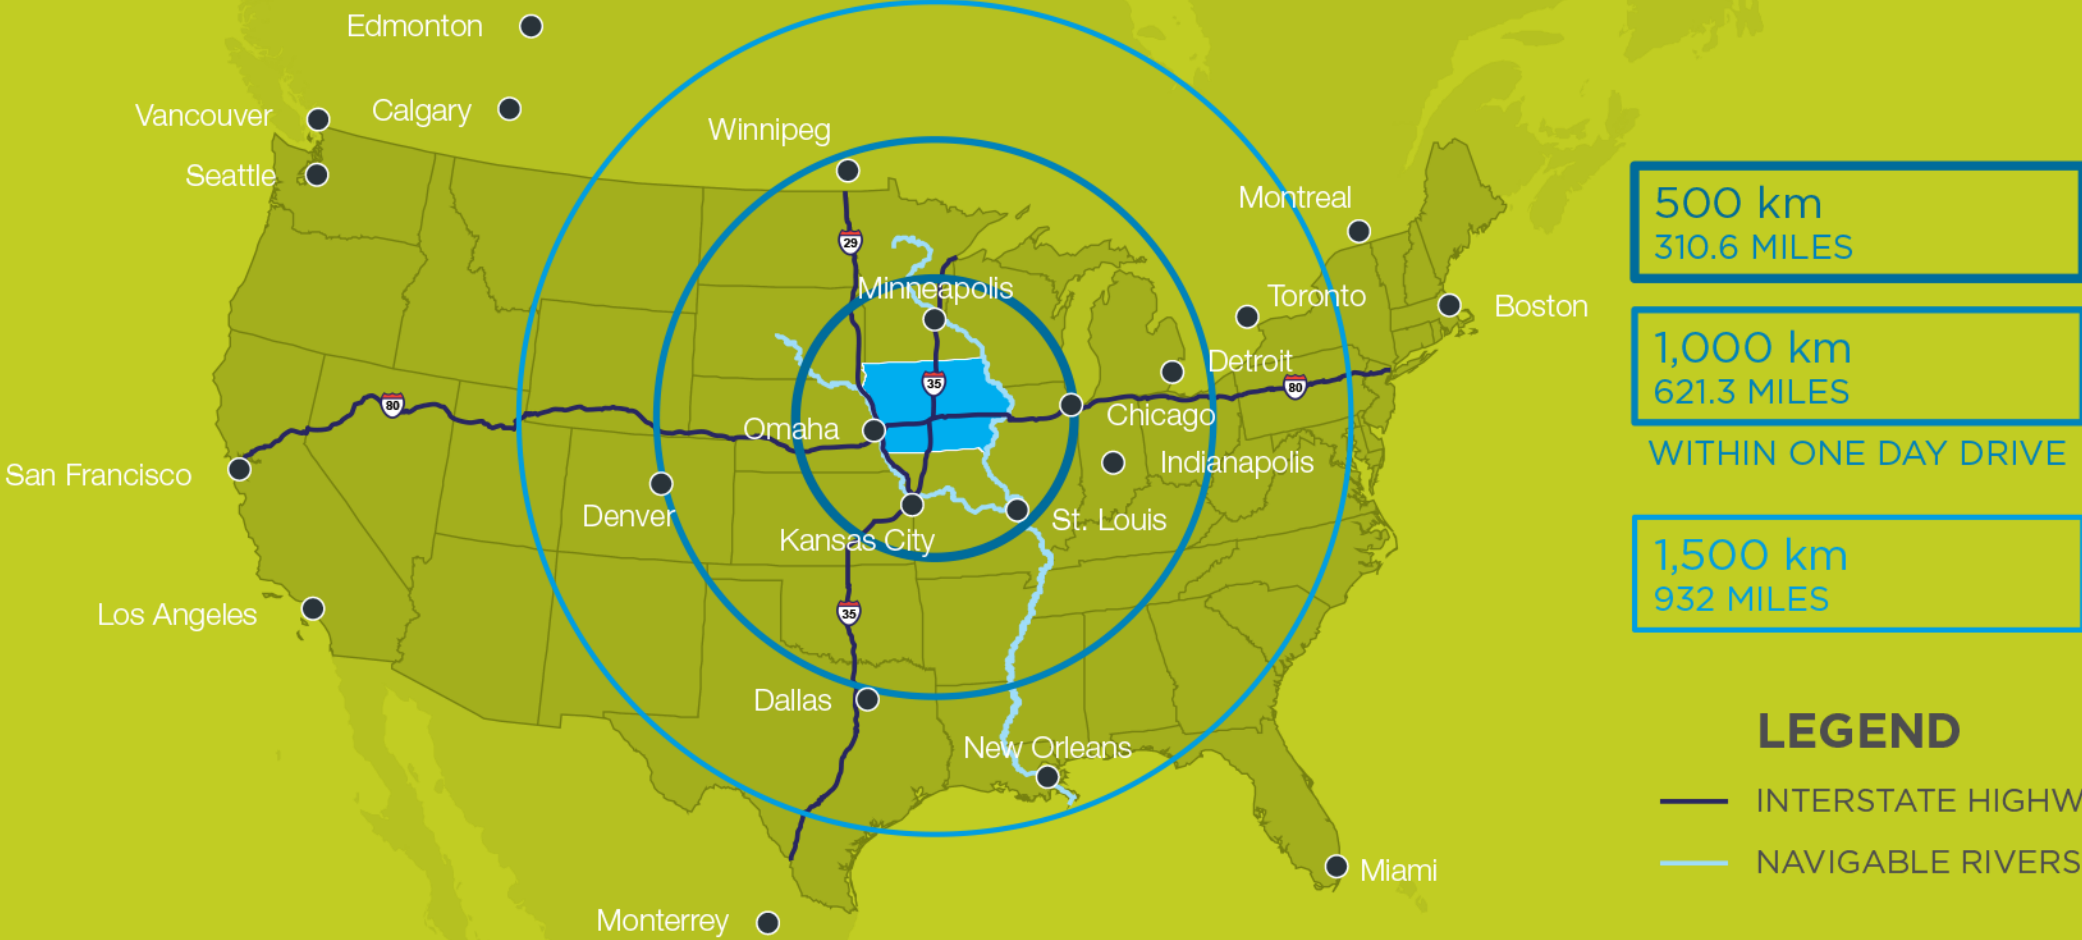 Edmonton
Vancouver
Calgary
Winnipeg
Seattle
Montreal
29
Minneapolis
Toronto
Boston
Detroit
35
80
80
Chicago
Omaha
Indianapolis
San Francisco
Denver
St. Louis
Kansas City
Los Angeles
35
Dallas
New Orleans
Miami
Monterrey
500 km
310.6 MILES
1,000 km
621.3 MILES
WITHIN ONE DAY DRIVE
1,500 km
932 MILES
LEGEND
INTERSTATE HIGHW
NAVIGABLE RIVERS